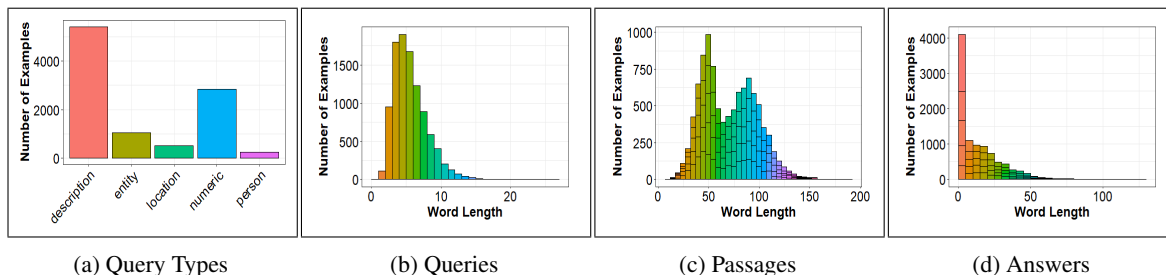 Number of Examples
4000
2000
0
description
entity
location
numeric
person
(a) Query Types
Number of Examples
1500
1000
500
0
0
10
20
Word Length
(b) Queries
Number of Examples
1000
750
500
250
0
0
50
100
150
200
Word Length
(c) Passages
Number of Examples
4000
3000
2000
1000
0
0
50
100
Word Length
(d) Answers